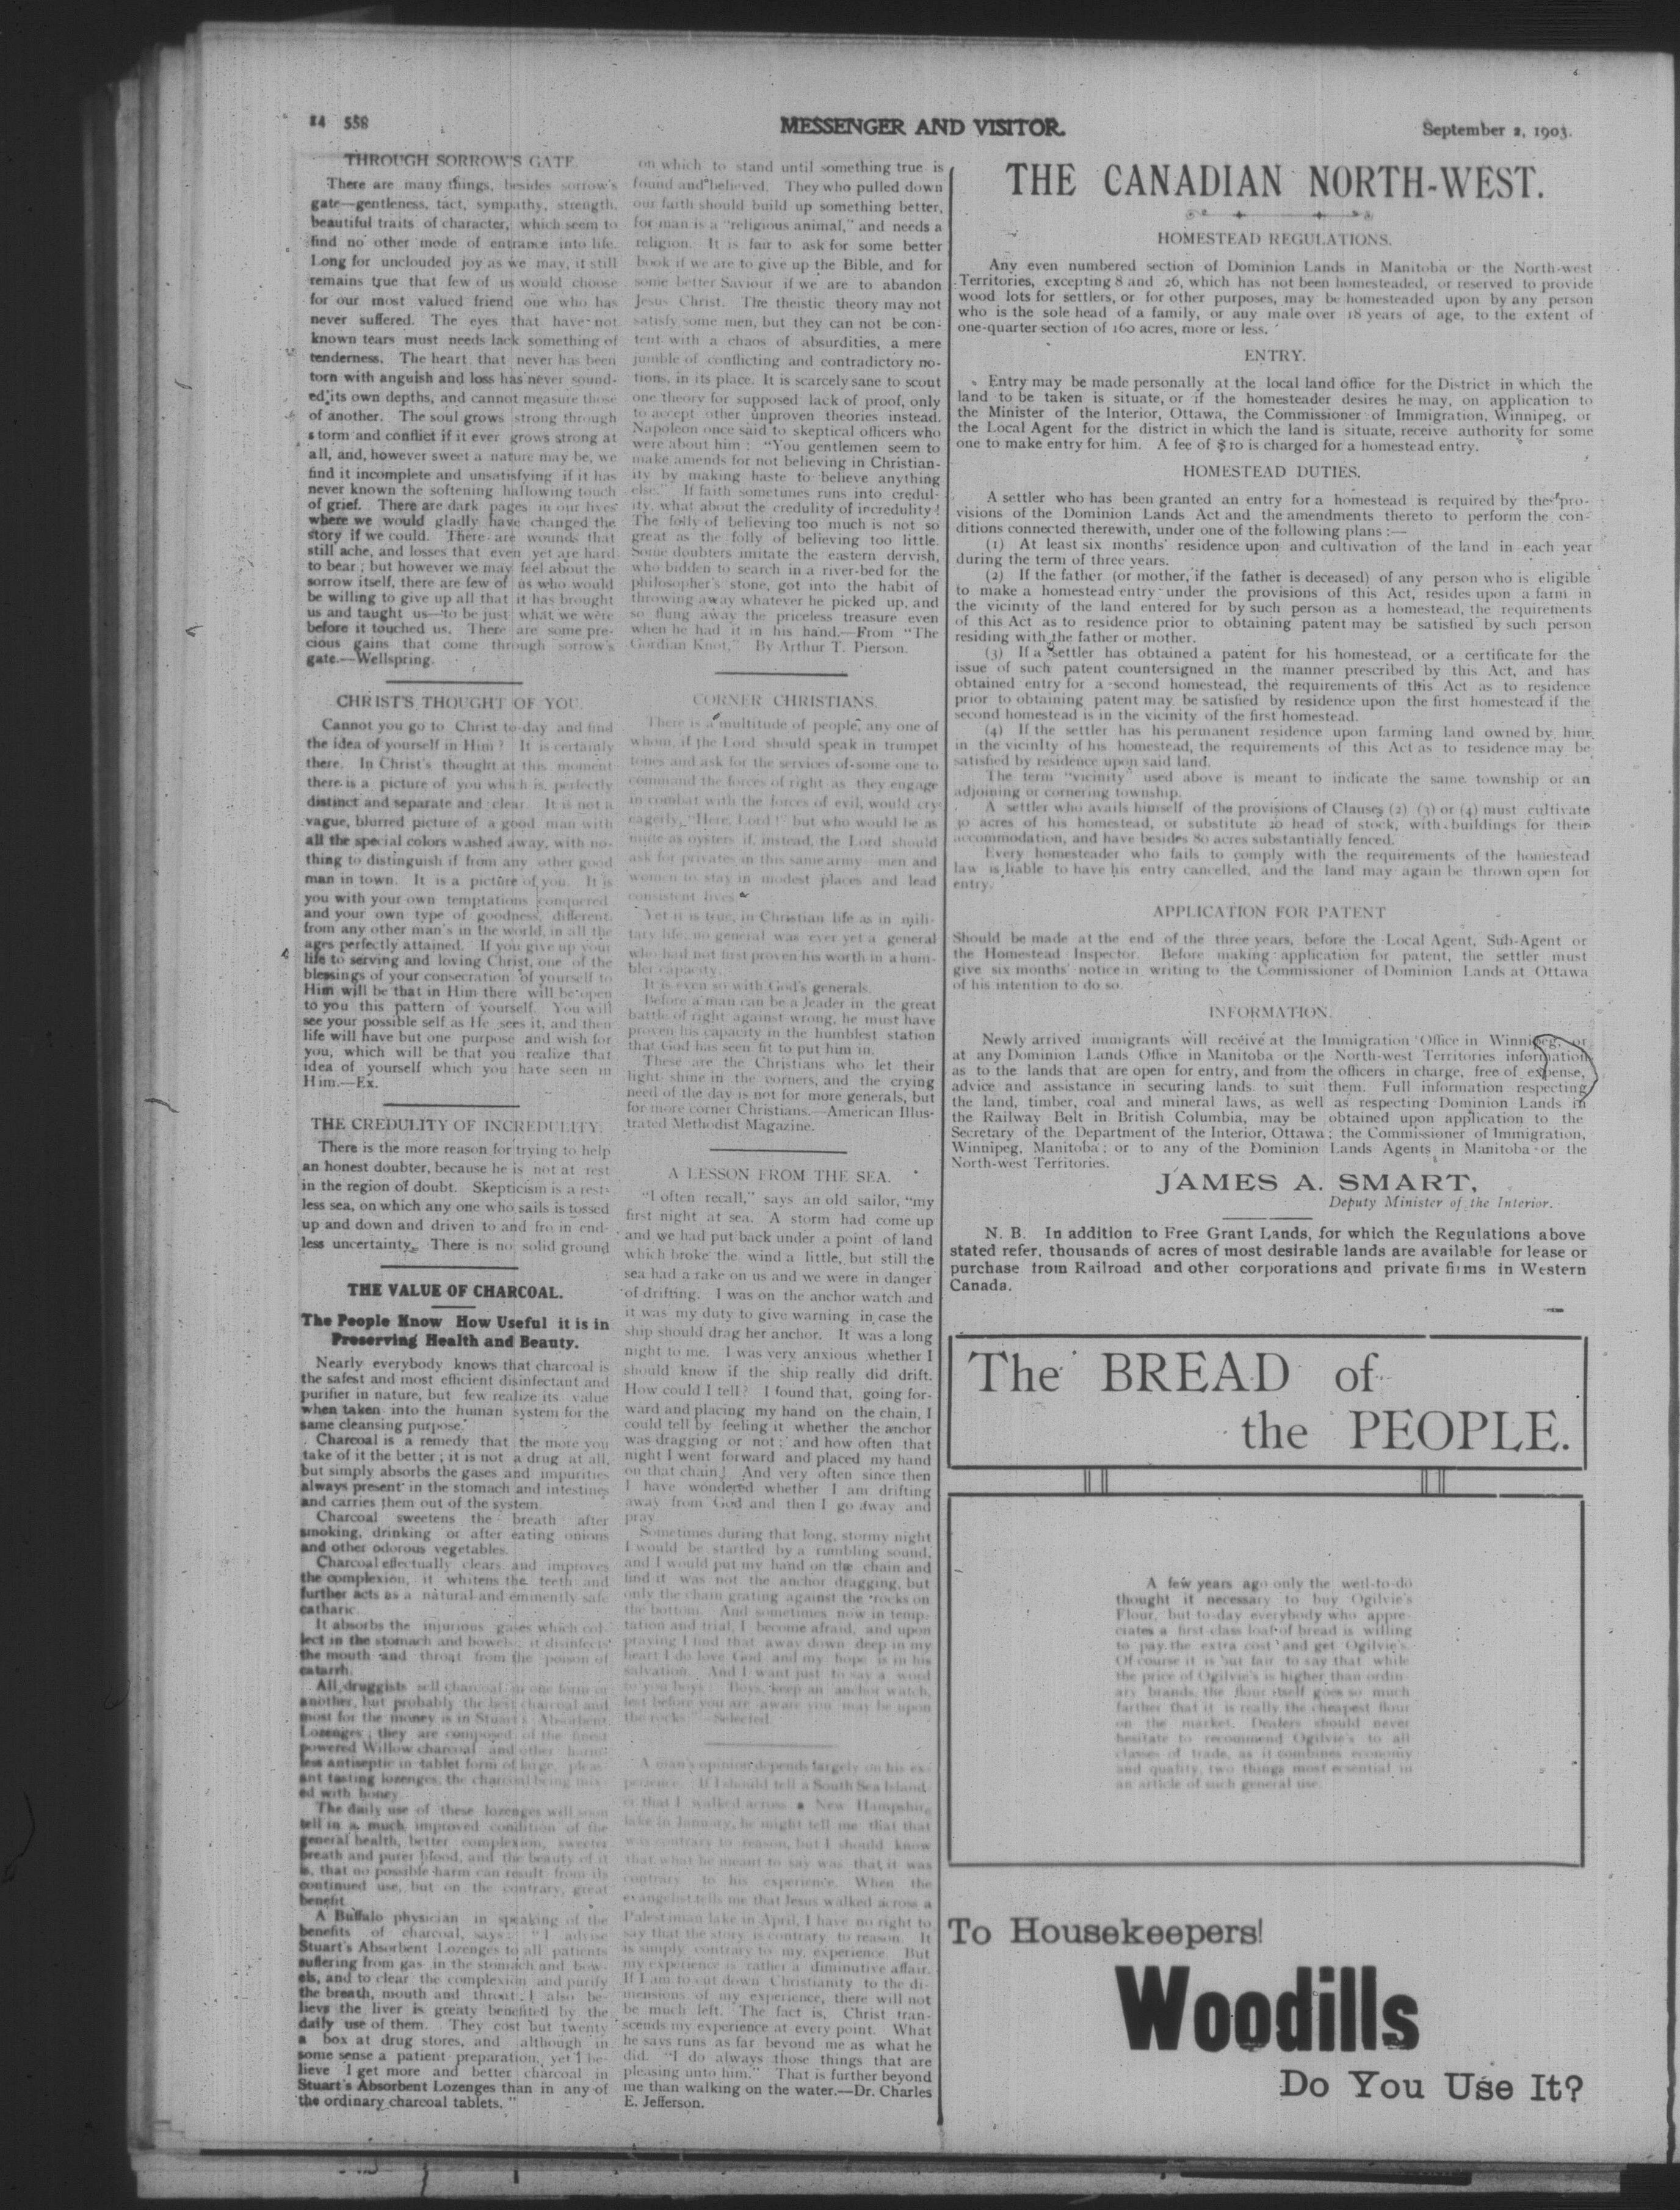 14 558
MESSENGER AND VISITOR.
September 2, 1903.
THROUGH SORROW'S GATE.
There are many things, besides sorrow's
gate—gentleness, tact, sympathy, strength,
beautiful traits of character, which seem to
find no other mode of entrance into life.
Long for unclouded joy as we may, it still
remains true that few of us would choose
for our most valued friend one who has
never suffered. The eyes that have not
known tears must needs lack something of
tenderness. The heart that never has been
torn with anguish and loss has never sound-
ed its own depths, and cannot measure those
of another. The soul grows strong through
storm and conflict if it ever grows strong at
all, and, however sweet a nature may be, we
find it incomplete and unsatisfying if it has
never known the softening hallowing touch
of grief. There are dark pages in our lives
where we would gladly have changed the
story if we could. There are wounds that
still ache, and losses that even yet are hard
to bear ; but however we may feel about the
sorrow itself, there are few of us who would
be willing to give up all that it has brought
us and taught us—to be just what we were
before it touched us. There are some pre-
cious gains that come through sorrow's
gate.—Wellspring.
CHRIST'S THOUGHT OF YOU.
Cannot you go to Christ to-day and find
the idea of yourself in Him ? It is certainly
there. In Christ's thought at this moment
there is a picture of you which is perfectly
distinct and separate and clear. It is not a
vague, blurred picture of a good man with
all the special colors washed away, with no-
thing to distinguish if from any other good
man in town. It is a picture of you. It is
you with your own temptations conquered
and your own type of goodness, different
from any other man's in the world, in all the
ages perfectly attained. If you give up your
life to serving and loving Christ, one of the
blessings of your consecration of yourself to
Him will be that in Him there will be open
to you this pattern of yourself. You will
see your possible self as He sees it, and then
life will have but one purpose and wish for
you, which will be that you realize that
idea of yourself which you have seen in
Him.—Ex.
THE CREDULITY OF INCREDULITY.
There is the more reason for trying to help
an honest doubter, because he is not at rest
in the region of doubt. Skepticism is a rest-
less sea, on which any one who sails is tossed
up and down and driven to and fro in end-
less uncertainty. There is no solid ground
THE VALUE OF CHARCOAL.
The People Know How Useful it is in
Preserving Health and Beauty.
Nearly everybody knows that charcoal is
the safest and most efficient disinfectant and
purifier in nature, but few realize its value
when taken into the human system for the
same cleansing purpose.
Charcoal is a remedy that the more you
take of it the better ; it is not a drug at all,
but simply absorbs the gases and impurities
always present in the stomach and intestines
and carries them out of the system.
Charcoal sweetens the breath after
smoking, drinking or after eating onions
and other odorous vegetables.
Charcoal effectually clears and improves
the complexion, it whitens the teeth and
further acts as a natural and eminently safe
catharic.
It absorbs the injurious gases which col-
lect in the stomach and bowels ; it disinfects
the mouth and throat from the poison of
catarrh.
All druggists sell charcoal in one form or
another, but probably the best charcoal and
most for the money is in Stuart's Absorbent
Lozenges ; they are composed of the finest
powered Willow charcoal and other harm-
less antiseptic in tablet form of large, pleas-
ant tasting lozenges, the charcoal being mix-
ed with honey.
The daily use of these lozenges will soon
tell in a much improved condition of the
general health, better complexion, sweeter
breath and purer blood, and the beauty of it
is, that no possible harm can result from its
continued use, but on the contrary, great
benefit.
A Buffalo physician in speaking of the
benefits of charcoal, says : "I advise
Stuart's Absorbent Lozenges to all patients
suffering from gas in the stomach and bow-
els, and to clear the complexion and purify
the breath, mouth and throat ; I also be-
lieve the liver is greaty benefited by the
daily use of them. They cost but twenty
a box at drug stores, and although in
some sense a patient preparation, yet I be-
lieve I get more and better charcoal in
Stuart's Absorbent Lozenges than in any of
the ordinary charcoal tablets."
on which to stand until something true is
found and believed. They who pulled down
our faith should build up something better,
for man is a "religious animal," and needs a
religion. It is fair to ask for some better
book if we are to give up the Bible, and for
some better Saviour if we are to abandon
Jesus Christ. The theistic theory may not
satisfy some men, but they can not be con-
tent with a chaos of absurdities, a mere
jumble of conflicting and contradictory no-
tions, in its place. It is scarcely sane to scout
one theory for supposed lack of proof, only
to accept other unproven theories instead.
Napoleon once said to skeptical officers who
were about him : "You gentlemen seem to
make amends for not believing in Christian-
ity by making haste to believe anything
else." If faith sometimes runs into credul-
ity, what about the credulity of incredulity !
The folly of believing too much is not so
great as the folly of believing too little.
Some doubters imitate the eastern dervish,
who bidden to search in a river-bed for the
philosopher's stone, got into the habit of
throwing away whatever he picked up, and
so flung away the priceless treasure even
when he had it in his hand.—From "The
Gordian Knot," By Arthur T. Pierson.
CORNER CHRISTIANS.
There is a multitude of people, any one of
whom, if the Lord should speak in trumpet
tones and ask for the services of some one to
command the forces of right as they engage
in combat with the forces of evil, would cry
eagerly, "Here, Lord !" but who would be as
mute as oysters if, instead, the Lord should
ask for privates in this same army—men and
women to stay in modest places and lead
consistent lives.
Yet it is true, in Christian life as in mili-
tary life, no general was ever yet a general
who had not first proven his worth in a hum-
bler capacity.
It is even so with God's generals.
Before a man can be a leader in the great
battle of right against wrong, he must have
proven his capacity in the humblest station
that God has seen fit to put him in.
These are the Christians who let their
light shine in the corners, and the crying
need of the day is not for more generals, but
for more corner Christians.—American Illus-
trated Methodist Magazine.
A LESSON FROM THE SEA.
"I often recall," says an old sailor, "my
first night at sea. A storm had come up
and we had put back under a point of land
which broke the wind a little, but still the
sea had a rake on us and we were in danger
of drifting. I was on the anchor watch and
it was my duty to give warning in case the
ship should drag her anchor. It was a long
night to me. I was very anxious whether I
should know if the ship really did drift.
How could I tell ? I found that, going for-
ward and placing my hand on the chain, I
could tell by feeling it whether the anchor
was dragging or not ; and how often that
night I went forward and placed my hand
on that chain ! And very often since then
I have wondered whether I am drifting
away from God and then I go away and
pray.
Sometimes during that long, stormy night
I would be startled by a rumbling sound,
and I would put my hand on the chain and
find it was not the anchor dragging, but
only the chain grating against the rocks on
the bottom. And sometimes now in temp-
tation and trial, I become afraid, and upon
praying I find that away down deep in my
heart I do love God and my hope is in his
salvation. And I want just to say a word
to you boys : Boys, keep an anchor watch,
lest before you are aware you may be upon
the rocks."—Selected.
A man's opinion depends largely on his ex-
perience. If I should tell a South Sea Island-
er that I walked across a New Hampshire
lake in January, he might tell me that that
was contrary to reason, but I should know
that what he meant to say was that it was
contrary to his experience. When the
evangelist tells me that Jesus walked across a
Palestinian lake in April, I have no right to
say that the story is contrary to reason. It
is simply contrary to my experience. But
my experience is rather a diminutive affair.
If I am to cut down Christianity to the di-
mensions of my experience, there will not
be much left. The fact is, Christ tran-
scends my experience at every point. What
he says runs as far beyond me as what he
did. "I do always those things that are
pleasing unto him." That is further beyond
me than walking on the water.—Dr. Charles
E. Jefferson.
THE CANADIAN NORTH-WEST.
HOMESTEAD REGULATIONS.
Any even numbered section of Dominion Lands in Manitoba or the North-west
Territories, excepting 8 and 26, which has not been homesteaded, or reserved to provide
wood lots for settlers, or for other purposes, may be homesteaded upon by any person
who is the sole head of a family, or any male over 18 years of age, to the extent of
one-quarter section of 160 acres, more or less.
ENTRY.
Entry may be made personally at the local land office for the District in which the
land to be taken is situate, or if the homesteader desires he may, on application to
the Minister of the Interior, Ottawa, the Commissioner of Immigration, Winnipeg, or
the Local Agent for the district in which the land is situate, receive authority for some
one to make entry for him. A fee of $10 is charged for a homestead entry.
HOMESTEAD DUTIES.
A settler who has been granted an entry for a homestead is required by the pro-
visions of the Dominion Lands Act and the amendments thereto to perform the con-
ditions connected therewith, under one of the following plans :—
(1) At least six months' residence upon and cultivation of the land in each year
during the term of three years.
(2) If the father (or mother, if the father is deceased) of any person who is eligible
to make a homestead entry under the provisions of this Act, resides upon a farm in
the vicinity of the land entered for by such person as a homestead, the requirements
of this Act as to residence prior to obtaining patent may be satisfied by such person
residing with the father or mother.
(3) If a settler has obtained a patent for his homestead, or a certificate for the
issue of such patent countersigned in the manner prescribed by this Act, and has
obtained entry for a second homestead, the requirements of this Act as to residence
prior to obtaining patent may be satisfied by residence upon the first homestead if the
second homestead is in the vicinity of the first homestead.
(4) If the settler has his permanent residence upon farming land owned by him
in the vicinity of his homestead, the requirements of this Act as to residence may be
satisfied by residence upon said land.
The term "vicinity" used above is meant to indicate the same township or an
adjoining or cornering township.
A settler who avails himself of the provisions of Clauses (2) (3) or (4) must cultivate
30 acres of his homestead, or substitute 20 head of stock, with buildings for their
accommodation, and have besides 80 acres substantially fenced.
Every homesteader who fails to comply with the requirements of the homestead
law is liable to have his entry cancelled, and the land may again be thrown open for
entry.
APPLICATION FOR PATENT
Should be made at the end of the three years, before the Local Agent, Sub-Agent or
the Homestead Inspector. Before making application for patent, the settler must
give six months' notice in writing to the Commissioner of Dominion Lands at Ottawa
of his intention to do so.
INFORMATION.
Newly arrived immigrants will receive at the Immigration Office in Winnipeg, or
at any Dominion Lands Office in Manitoba or the North-west Territories information
as to the lands that are open for entry, and from the officers in charge, free of expense,
advice and assistance in securing lands to suit them. Full information respecting
the land, timber, coal and mineral laws, as well as respecting Dominion Lands in
the Railway Belt in British Columbia, may be obtained upon application to the
Secretary of the Department of the Interior, Ottawa ; the Commissioner of Immigration,
Winnipeg, Manitoba ; or to any of the Dominion Lands Agents in Manitoba or the
North-west Territories.
JAMES A. SMART,
Deputy Minister of the Interior.
N. B. In addition to Free Grant Lands, for which the Regulations above
stated refer, thousands of acres of most desirable lands are available for lease or
purchase from Railroad and other corporations and private firms in Western
Canada.
The BREAD of
the PEOPLE.
A few years ago only the well-to-do
thought it necessary to buy Ogilvie's
Flour, but to-day everybody who appre-
ciates a first-class loaf of bread is willing
to pay the extra cost and get Ogilvie's.
Of course it is but fair to say that while
the price of Ogilvie's is higher than ordin-
ary brands, the flour itself goes so much
farther that it is really the cheapest flour
on the market. Dealers should never
hesitate to recommend Ogilvie's to all
classes of trade, as it combines economy
and quality, two things most essential in
an article of such general use.
To Housekeepers!
Woodills
Do You Use It?